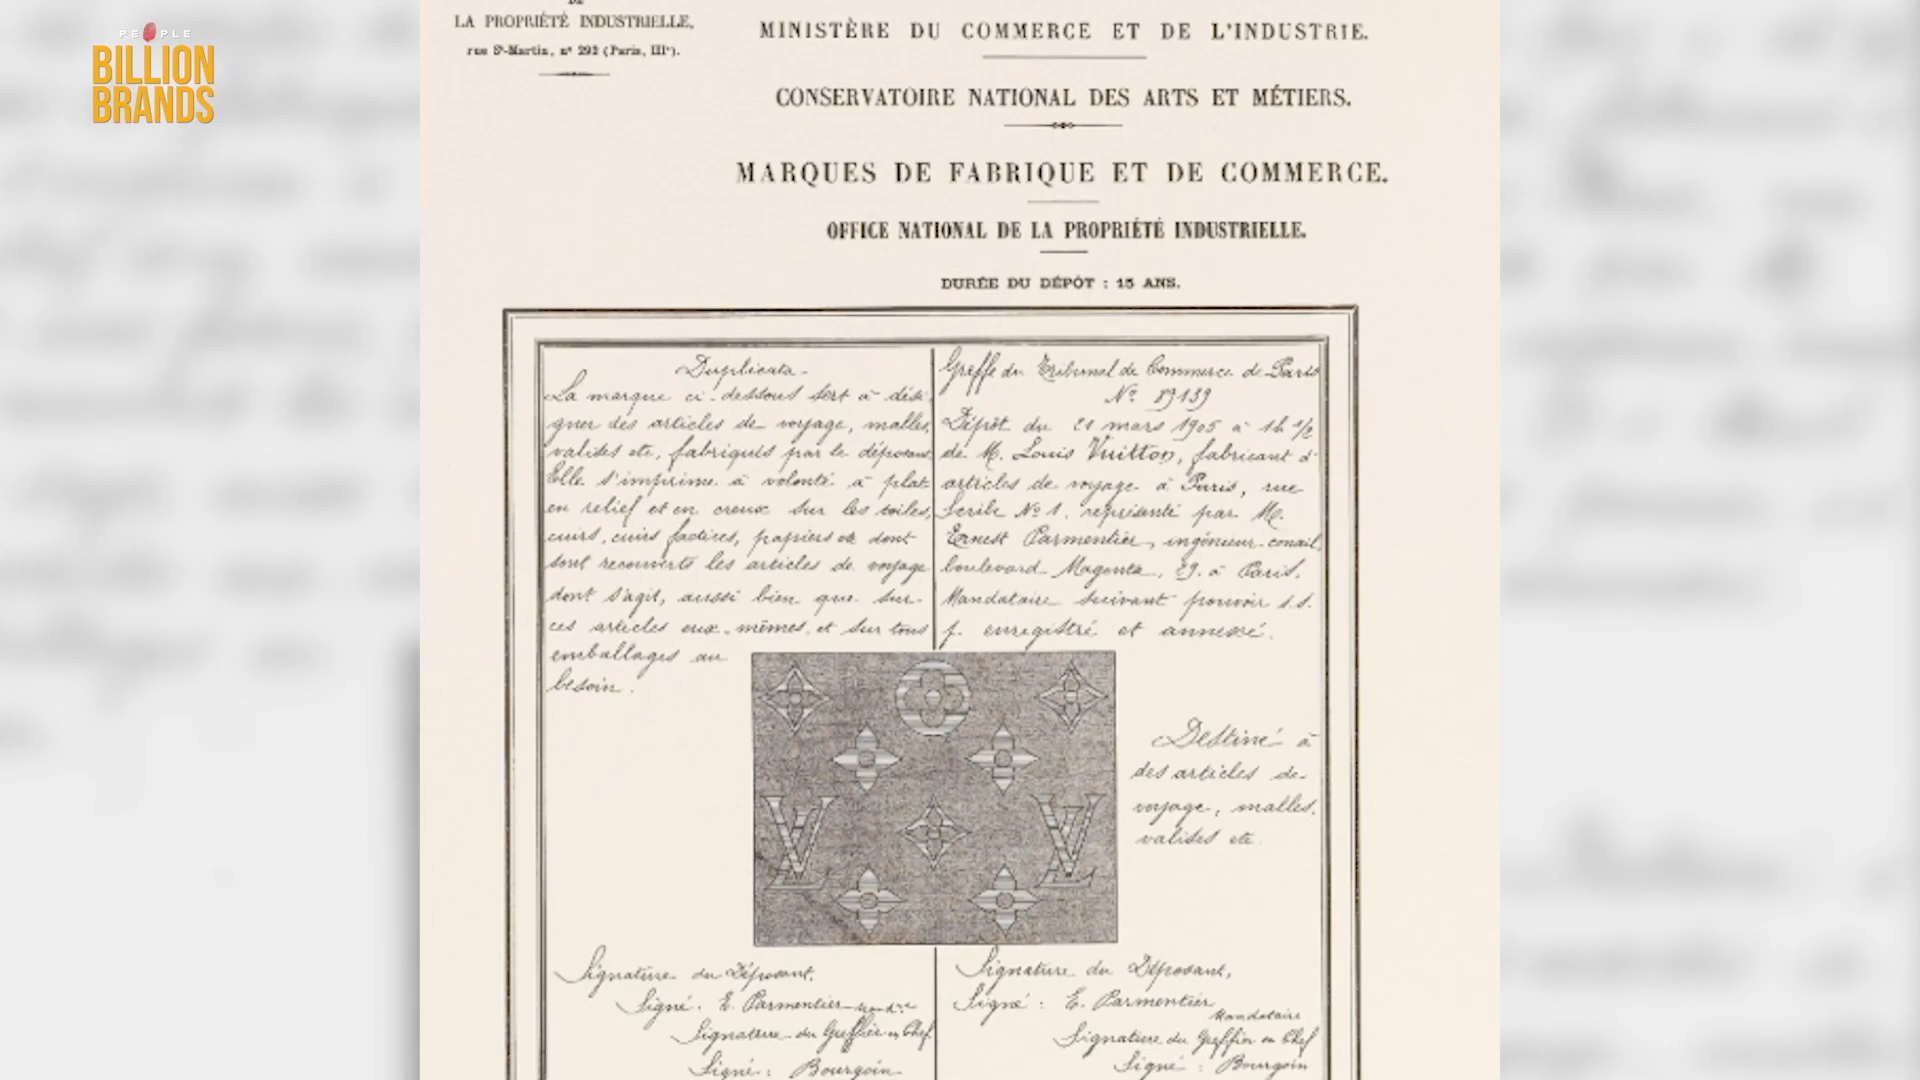 PEOPLE
BILLION
BRANDS
DE
LA PROPRIÉTÉ INDUSTRIELLE,
rue St-Martin, n° 292 (Paris, IIIe).
MINISTÈRE DU COMMERCE ET DE L'INDUSTRIE.
CONSERVATOIRE NATIONAL DES ARTS ET MÉTIERS.
MARQUES DE FABRIQUE ET DE COMMERCE.
OFFICE NATIONAL DE LA PROPRIÉTÉ INDUSTRIELLE.
DURÉE DU DÉPÔT : 15 ANS.
Duplicata.
La marque ci-dessous sert à dési-
gner des articles de voyage, malles,
valises etc, fabriqués par le déposant.
Elle s'imprime à volonté à plat
en relief et en creux sur les toiles,
cuirs, cuirs factices, papiers etc dont
sont recouverts les articles de voyage
dont s'agit, aussi bien que sur
ces articles eux-mêmes et sur tous
emballages au
besoin.
Greffe du Tribunal de Commerce de Paris
N° 89139
Dépôt du 21 mars 1905 à 1h 1/2
de M. Louis Vuitton, fabricant d'
articles de voyage à Paris, rue
Scribe N° 1, représenté par M.
Ernest Parmentier, ingénieur-conseil,
boulevard Magenta, 29, à Paris,
Mandataire suivant pouvoir s.s.
p. enregistré et annexé.
LV LV
Destiné à
des articles de
voyage, malles,
valises etc.
Signature du Déposant,
Signé : E. Parmentier
Signature du Greffier en Chef
Signé : Bourgoin
Signature du Déposant,
Signé : E. Parmentier
Mandataire
Signature du Greffier en Chef
Signé : Bourgoin